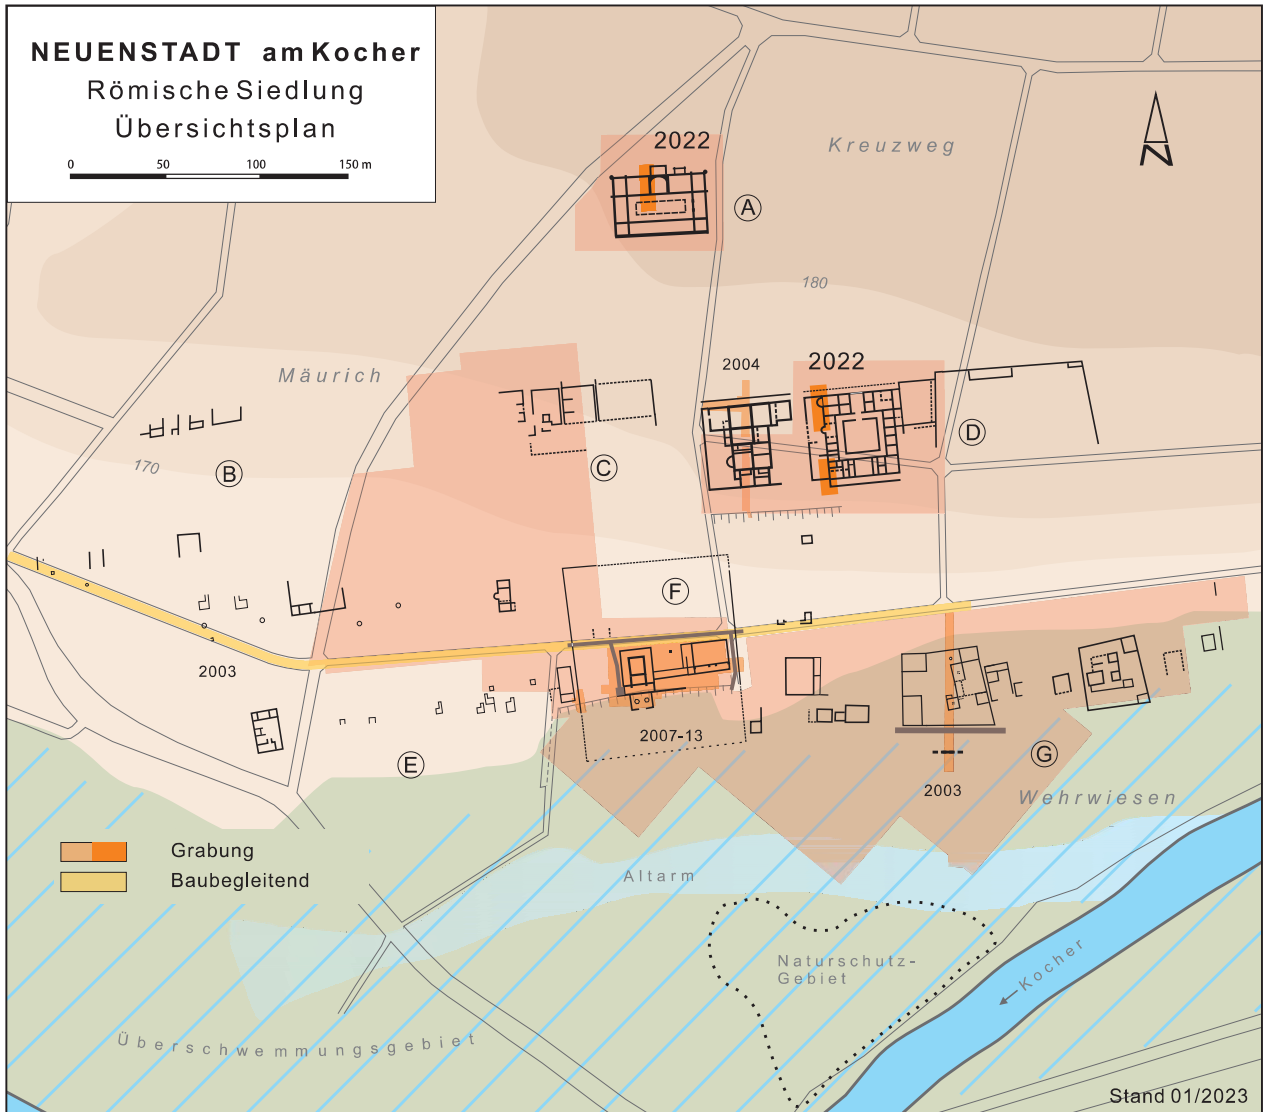 NEUENSTADT am Kocher
Römische Siedlung
Übersichtsplan
0 50 100 150 m
2022
Kreuzweg
N
A
180
Mäurich
2004
2022
D
170
B
C
F
2003
2007-13
E
G
2003
Wehrwiesen
Grabung
Baubegleitend
Altarm
Naturschutz-
Gebiet
Kocher
Überschwemmungsgebiet
Stand 01/2023